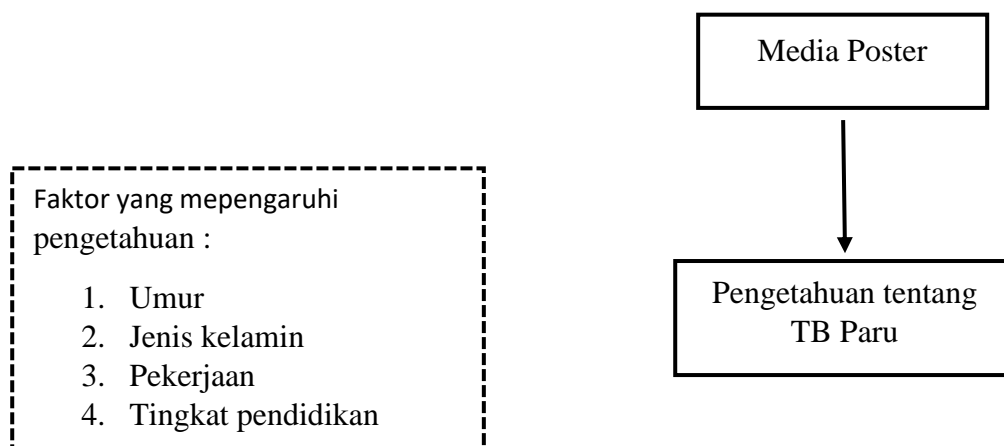 Media Poster
Faktor yang mepengaruhi
pengetahuan :
1. Umur
2. Jenis kelamin
3. Pekerjaan
4. Tingkat pendidikan
Pengetahuan tentang
TB Paru